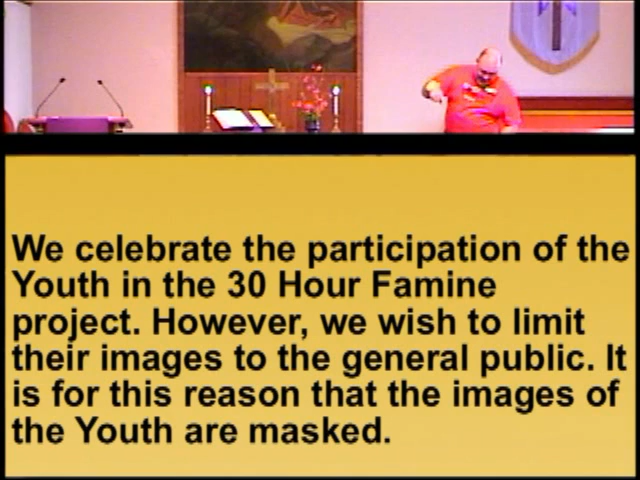 We celebrate the participation of the
Youth in the 30 Hour Famine
project. However, we wish to limit
their images to the general public. It
is for this reason that the images of
the Youth are masked.